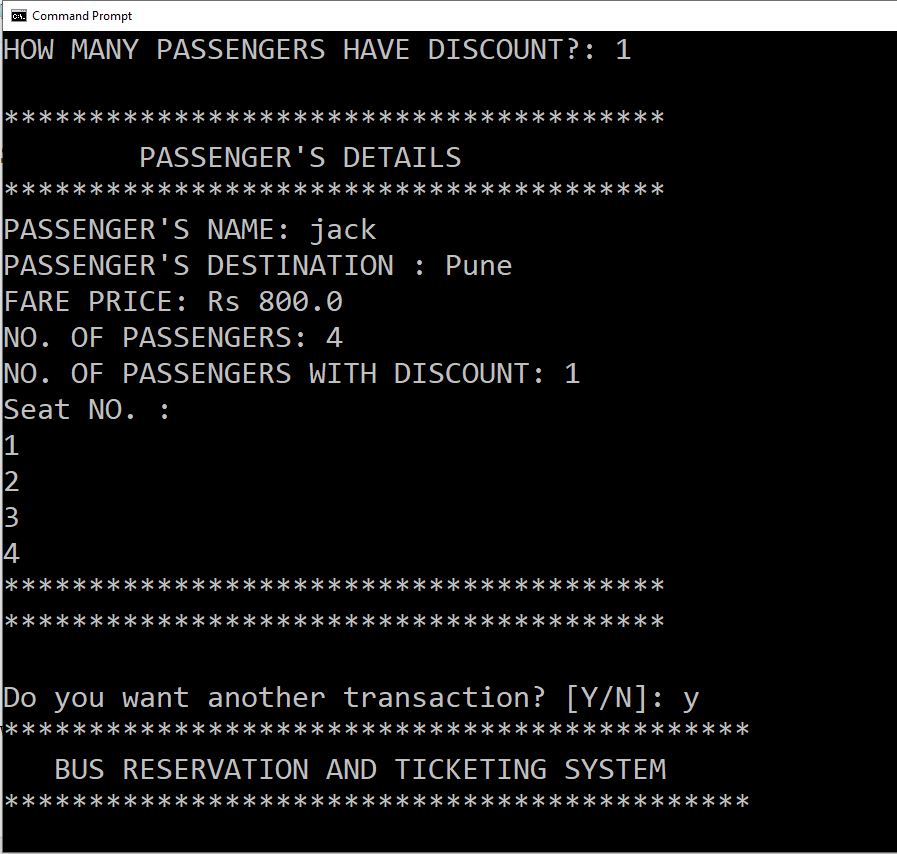 Command Prompt
HOW MANY PASSENGERS HAVE DISCOUNT?: 1
***************************************
PASSENGER'S DETAILS
***************************************
PASSENGER'S NAME: jack
PASSENGER'S DESTINATION : Pune
FARE PRICE: Rs 800.0
NO. OF PASSENGERS: 4
NO. OF PASSENGERS WITH DISCOUNT: 1
Seat NO. :
1
2
3
4
***************************************
***************************************
Do you want another transaction? [Y/N]: y
********************************************
BUS RESERVATION AND TICKETING SYSTEM
********************************************